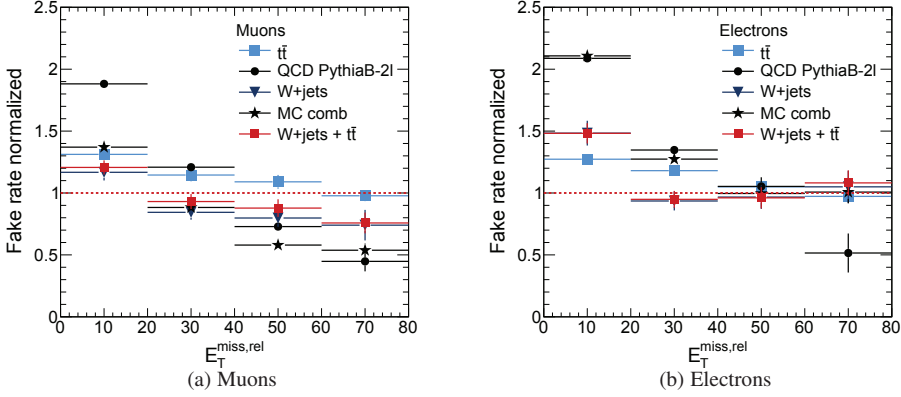 Fake rate normalized
2.5
2
1.5
1
0.5
0
Muons
tt̄
QCD PythiaB-2l
W+jets
MC comb
W+jets + tt̄
0 10 20 30 40 50 60 70 80
E_T^miss,rel
(a) Muons
Fake rate normalized
2.5
2
1.5
1
0.5
0
Electrons
tt̄
QCD PythiaB-2l
W+jets
MC comb
W+jets + tt̄
0 10 20 30 40 50 60 70 80
E_T^miss,rel
(b) Electrons